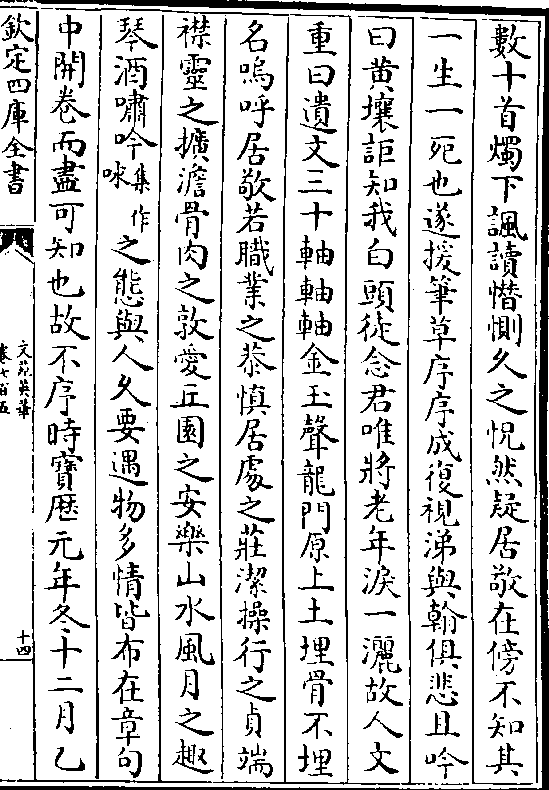 數十首燭下諷讀憯惻久之怳然疑居敬在傍不知其
一生一死也遂援筆草序序成復視涕與翰俱悲且吟
曰黄壤詎知我白頭徒念君唯將老年淚一灑故人文
重曰遺文三十軸軸軸金玉聲龍門原上土埋骨不埋
名嗚呼居敬若職業之恭慎居處之莊潔操行之貞端
襟靈之擴澹骨肉之敦愛丘園之安樂山水風月之趣
琴酒嘯吟集作咏之態與人久要遇物多情皆布在章句
中開卷而盡可知也故不序時寶歴元年冬十二月乙
欽定四庫全書
文苑英華
卷七百五
十四